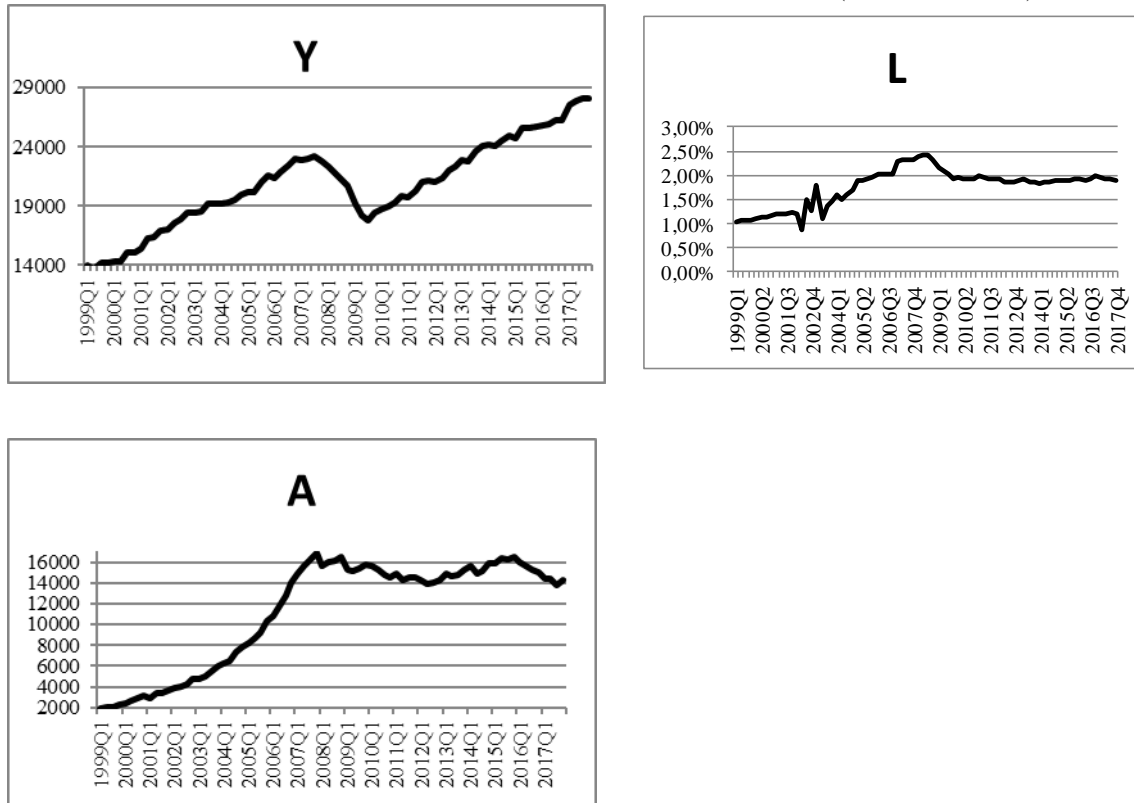 Y
29000
24000
19000
14000
1999Q1
2000Q1
2001Q1
2002Q1
2003Q1
2004Q1
2005Q1
2006Q1
2007Q1
2008Q1
2009Q1
2010Q1
2011Q1
2012Q1
2013Q1
2014Q1
2015Q1
2016Q1
2017Q1
L
3,00%
2,50%
2,00%
1,50%
1,00%
0,50%
0,00%
1999Q1
2000Q2
2001Q3
2002Q4
2004Q1
2005Q2
2006Q3
2007Q4
2009Q1
2010Q2
2011Q3
2012Q4
2014Q1
2015Q2
2016Q3
2017Q4
A
16000
14000
12000
10000
8000
6000
4000
2000
1999Q1
2000Q1
2001Q1
2002Q1
2003Q1
2004Q1
2005Q1
2006Q1
2007Q1
2008Q1
2009Q1
2010Q1
2011Q1
2012Q1
2013Q1
2014Q1
2015Q1
2016Q1
2017Q1